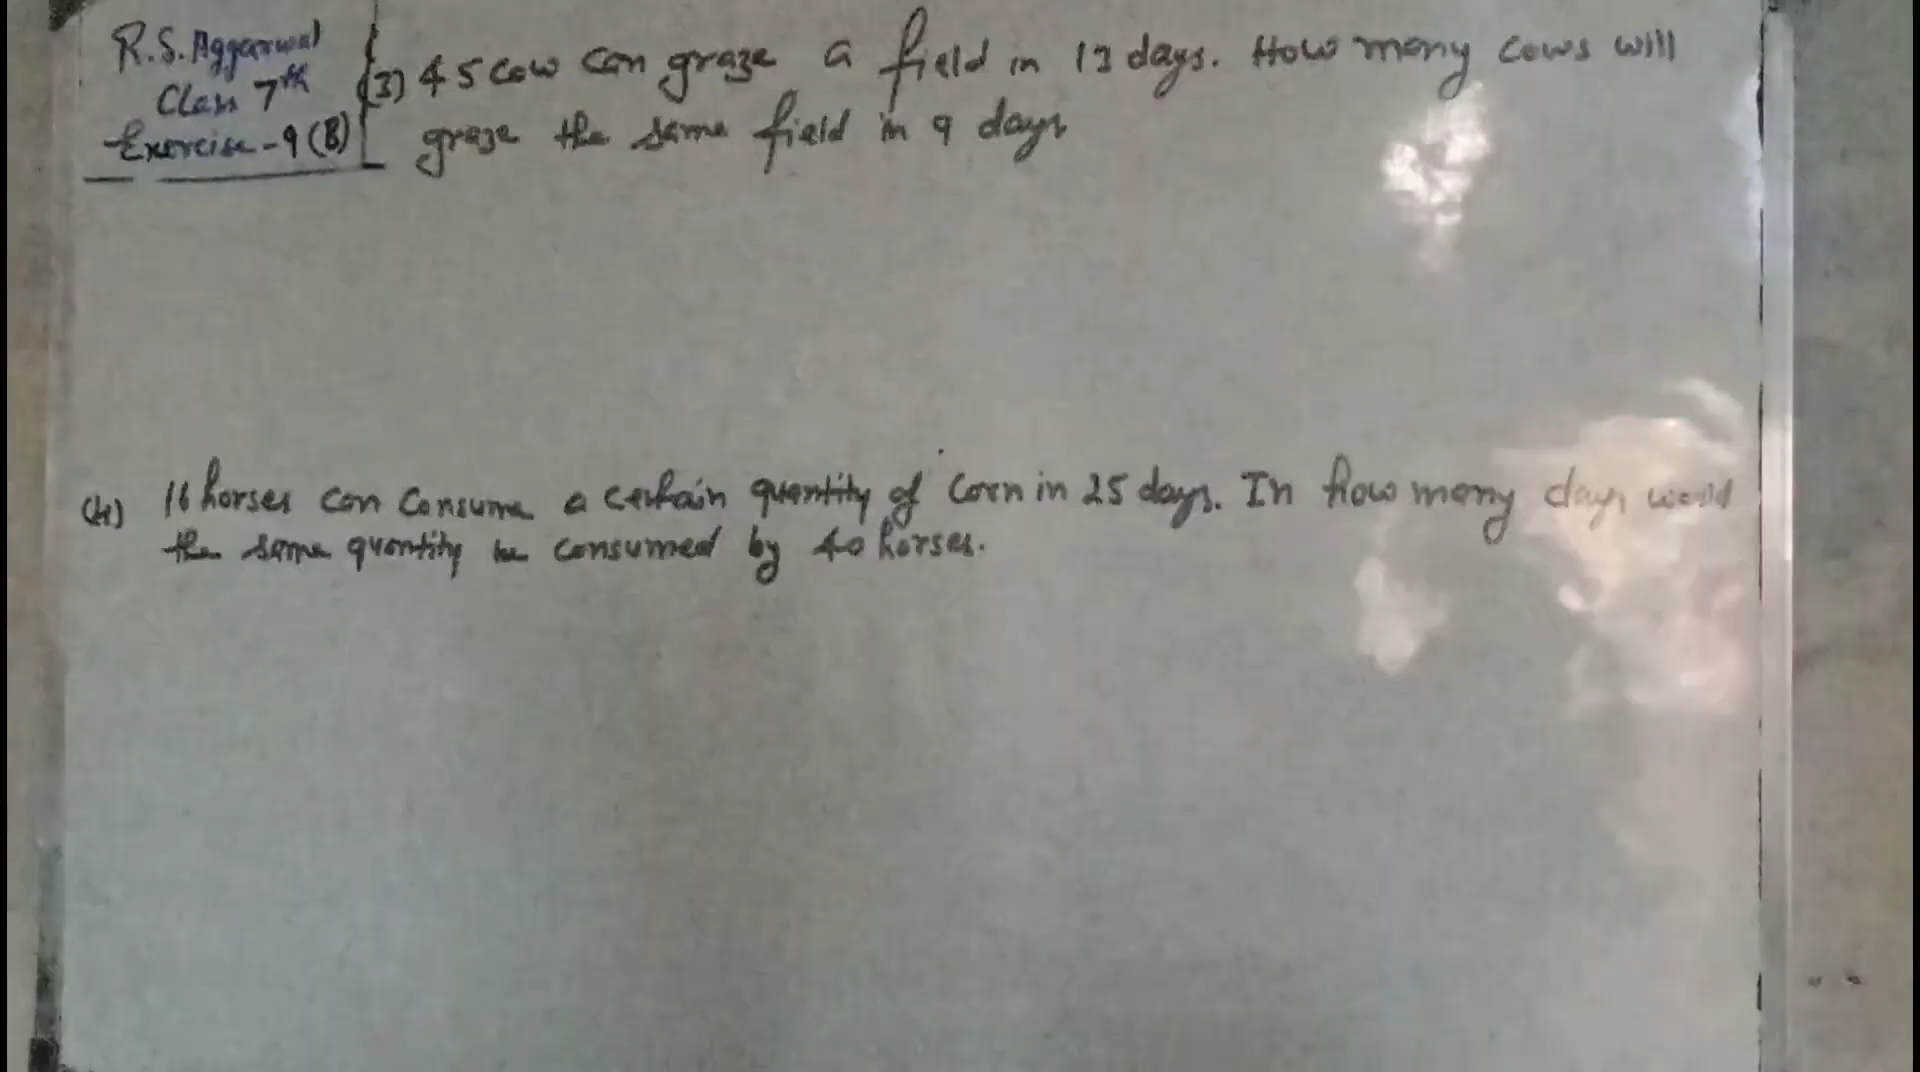 R.S. Aggarwal
Class 7th
Exercise-9(B)
(3) 45 cow can graze a field in 13 days. How many cows will
graze the same field in 9 days
(4) 16 horses can consume a certain quantity of corn in 25 days. In how many days would
the same quantity be consumed by 40 horses.